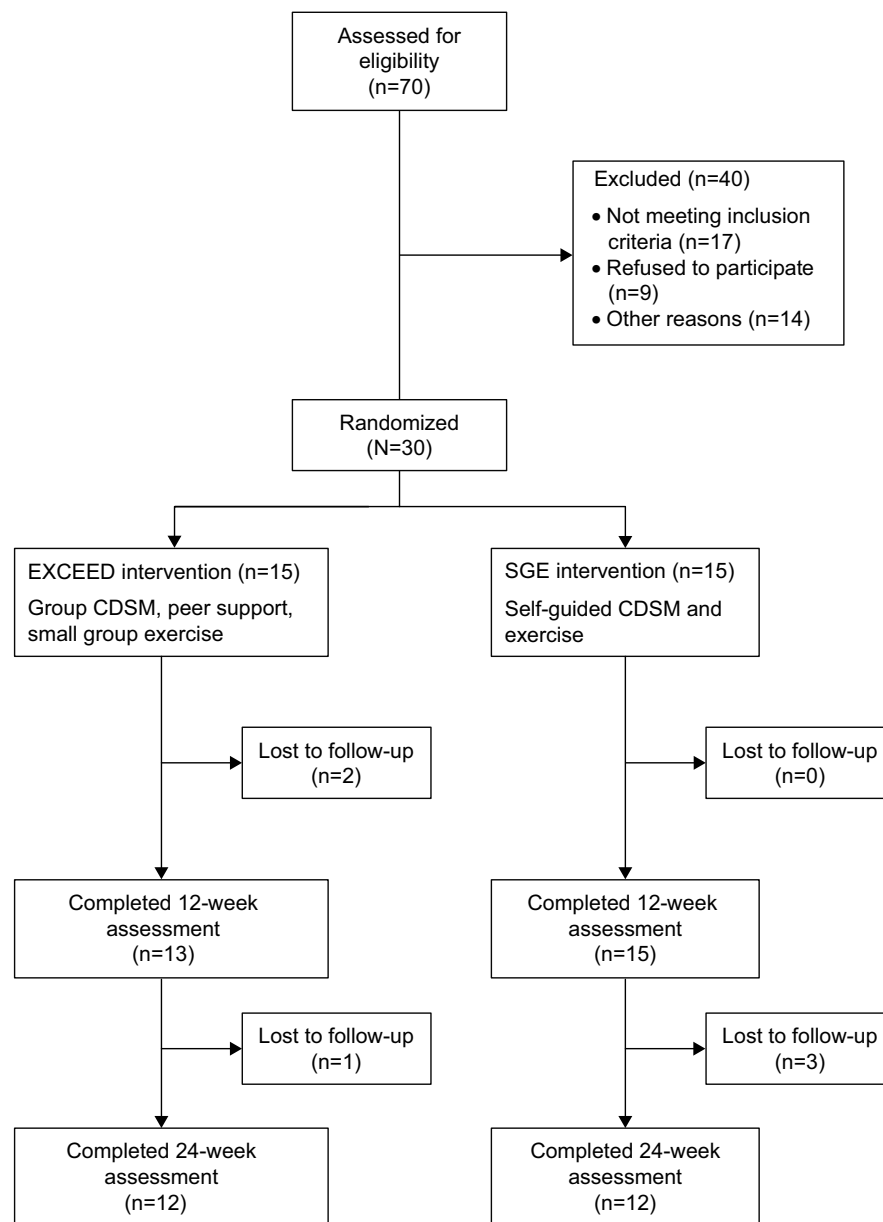 Assessed for
eligibility
(n=70)
Excluded (n=40)
• Not meeting inclusion
criteria (n=17)
• Refused to participate
(n=9)
• Other reasons (n=14)
Randomized
(N=30)
EXCEED intervention (n=15)
Group CDSM, peer support,
small group exercise
SGE intervention (n=15)
Self-guided CDSM and
exercise
Lost to follow-up
(n=2)
Lost to follow-up
(n=0)
Completed 12-week
assessment
(n=13)
Completed 12-week
assessment
(n=15)
Lost to follow-up
(n=1)
Lost to follow-up
(n=3)
Completed 24-week
assessment
(n=12)
Completed 24-week
assessment
(n=12)